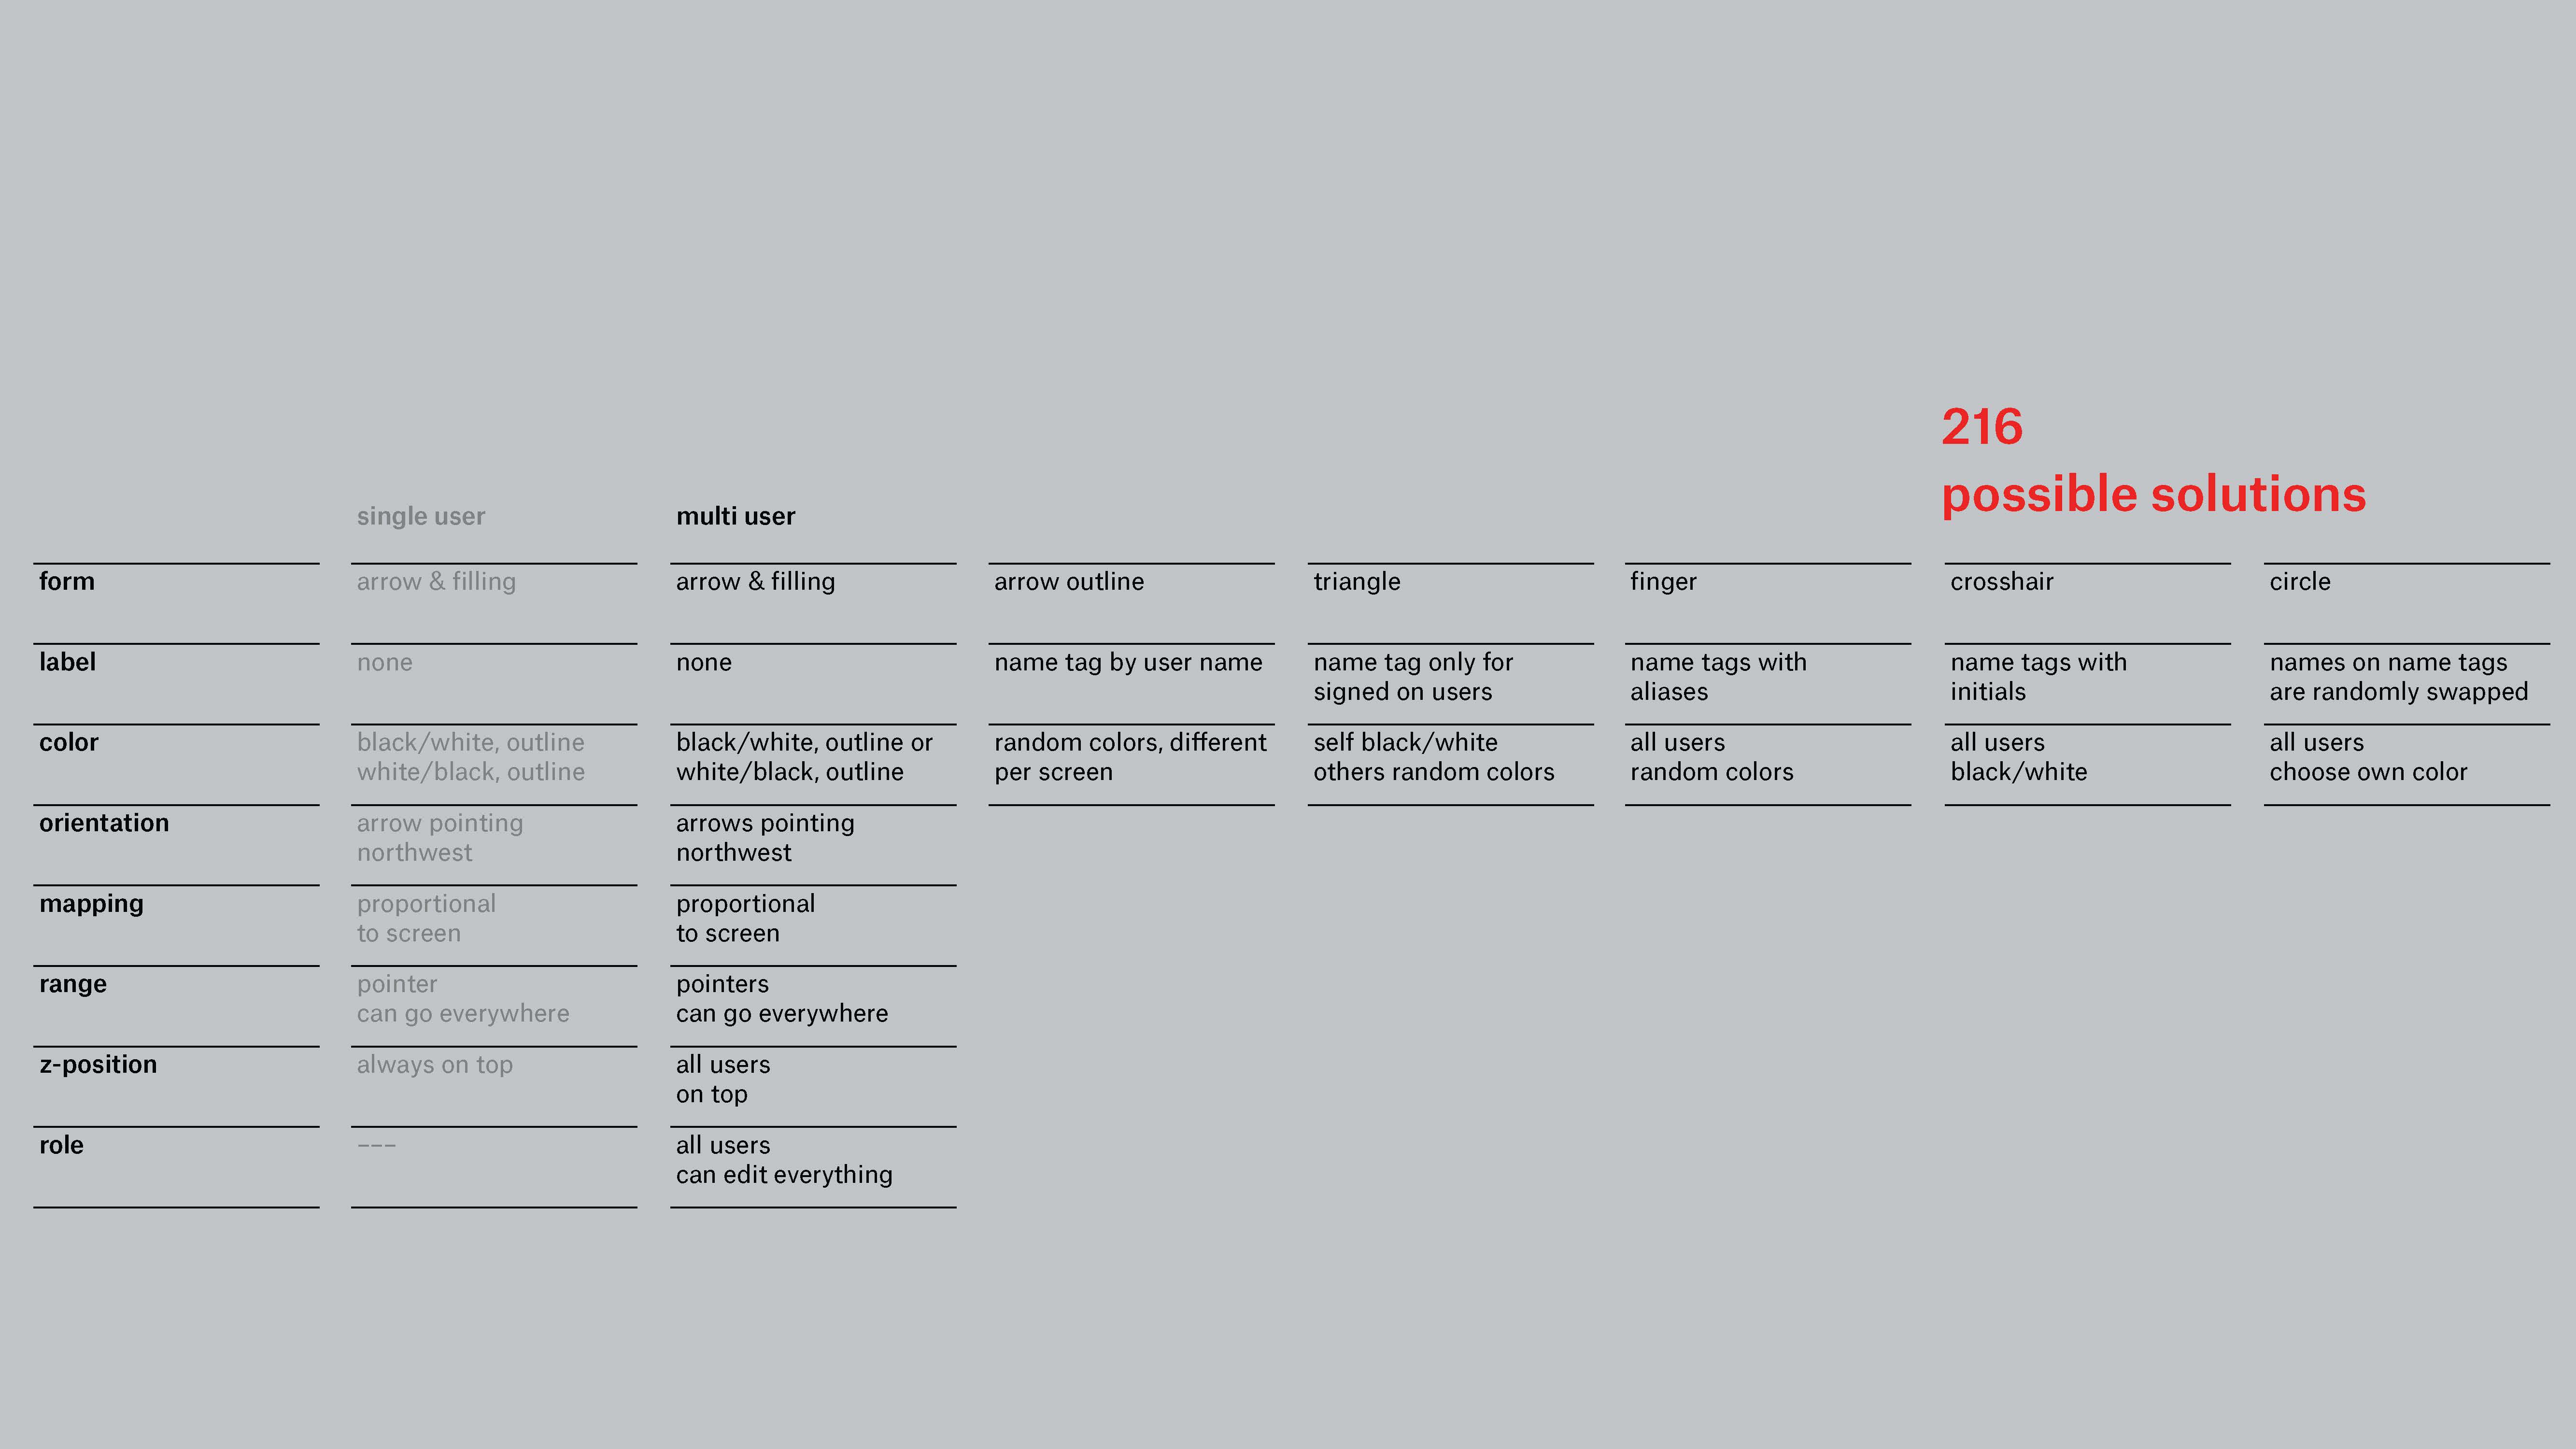 216
possible solutions
single user
multi user
form
arrow & filling
arrow & filling
arrow outline
triangle
finger
crosshair
circle
label
none
none
name tag by user name
name tag only for
signed on users
name tags with
aliases
name tags with
initials
names on name tags
are randomly swapped
color
black/white, outline
white/black, outline
black/white, outline or
white/black, outline
random colors, different
per screen
self black/white
others random colors
all users
random colors
all users
black/white
all users
choose own color
orientation
arrow pointing
northwest
arrows pointing
northwest
mapping
proportional
to screen
proportional
to screen
range
pointer
can go everywhere
pointers
can go everywhere
z-position
always on top
all users
on top
role
---
all users
can edit everything